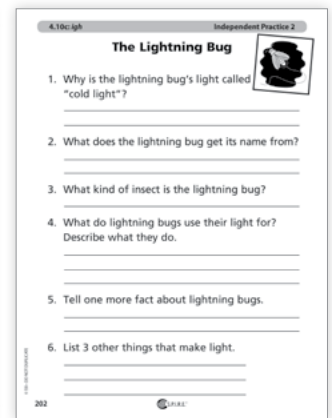 4.10c: igh
Independent Practice 2
The Lightning Bug
1. Why is the lightning bug's light called
"cold light"?
2. What does the lightning bug get its name from?
3. What kind of insect is the lightning bug?
4. What do lightning bugs use their light for?
Describe what they do.
5. Tell one more fact about lightning bugs.
6. List 3 other things that make light.
202